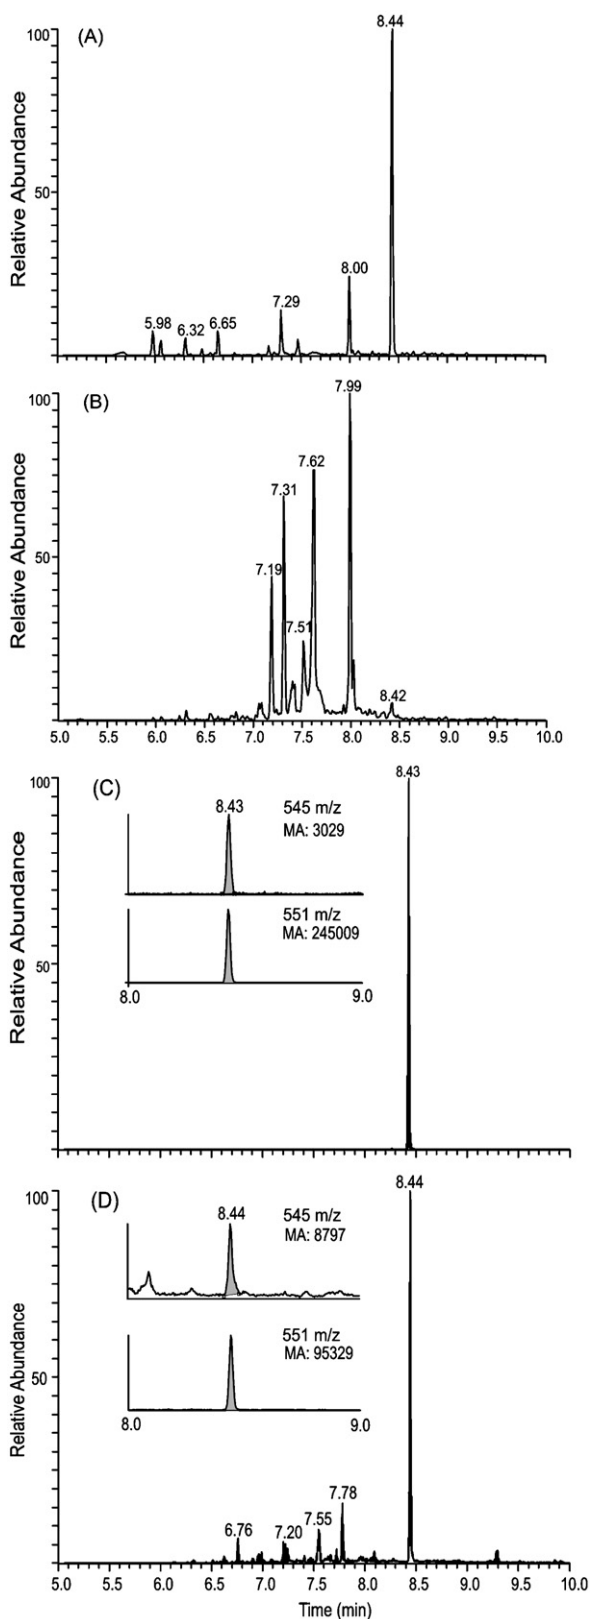 (A)
8.44
100
Relative Abundance
50
8.00
7.29
5.98
6.32
6.65
(B)
7.99
100
Relative Abundance
7.62
7.31
50
7.19
7.51
8.42
5.0 5.5 6.0 6.5 7.0 7.5 8.0 8.5 9.0 9.5 10.0
(C)
8.43
100
Relative Abundance
50
8.43
545 m/z
MA: 3029
551 m/z
MA: 245009
8.0 9.0
(D)
8.44
100
Relative Abundance
50
8.44
545 m/z
MA: 8797
551 m/z
MA: 95329
8.0 9.0
7.78
7.55
6.76
7.20
5.0 5.5 6.0 6.5 7.0 7.5 8.0 8.5 9.0 9.5 10.0
Time (min)